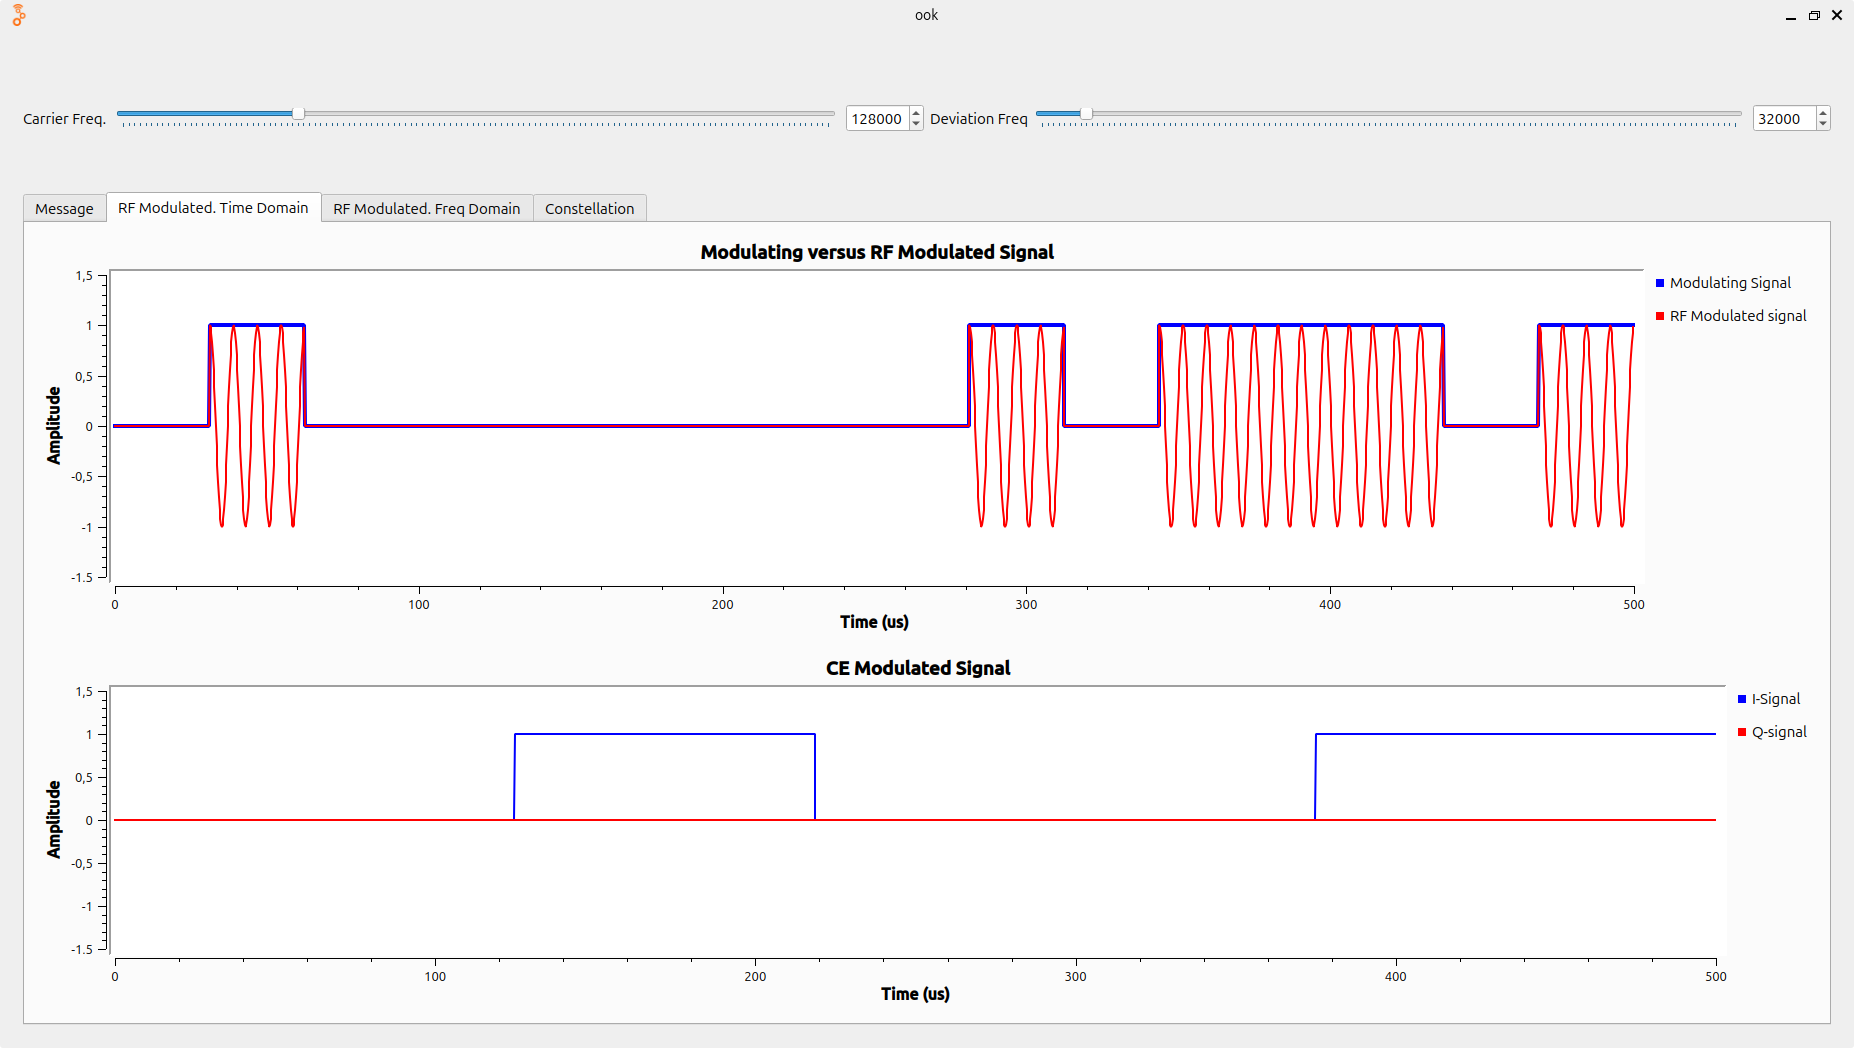 ook
Carrier Freq. 128000 Deviation Freq 32000
Message RF Modulated. Time Domain RF Modulated. Freq Domain Constellation
Modulating versus RF Modulated Signal
1,5
1
0,5
0
-0,5
-1
-1.5
Amplitude
Modulating Signal
RF Modulated signal
0 100 200 300 400 500
Time (us)
CE Modulated Signal
1,5
1
0,5
0
-0,5
-1
-1.5
Amplitude
I-Signal
Q-signal
0 100 200 300 400 500
Time (us)